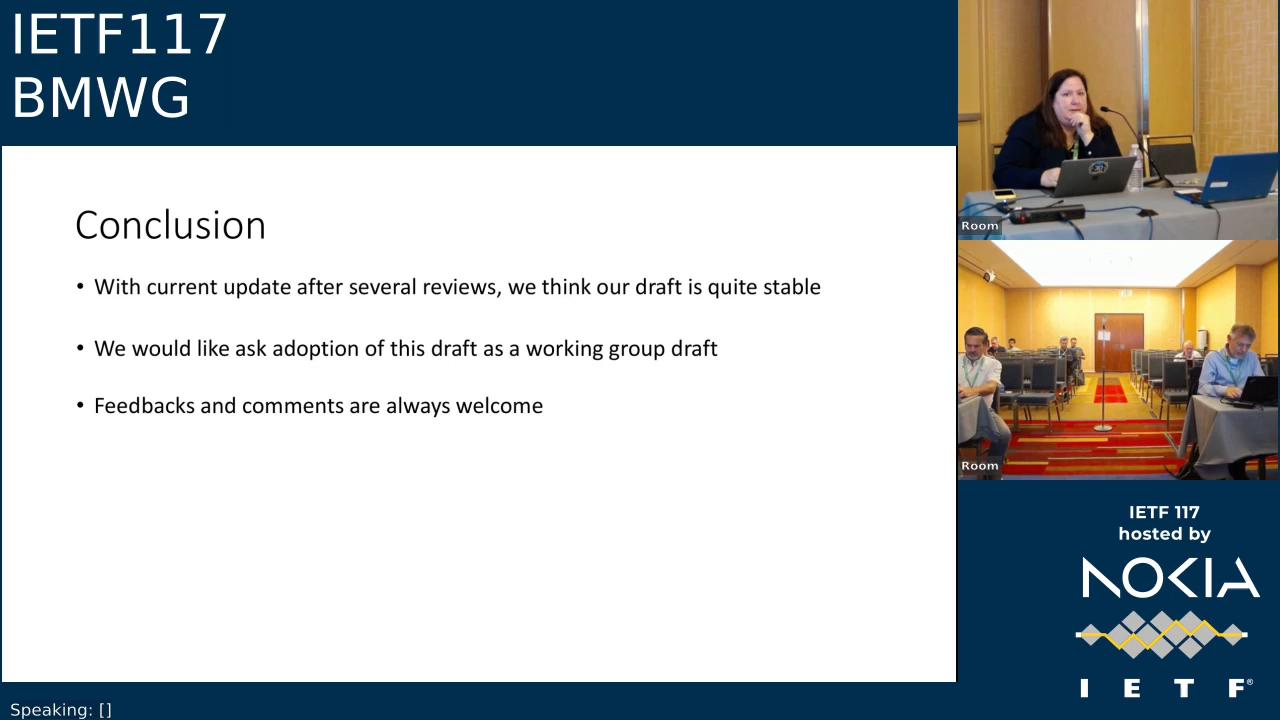 IETF117
BMWG
Conclusion
• With current update after several reviews, we think our draft is quite stable
• We would like ask adoption of this draft as a working group draft
• Feedbacks and comments are always welcome
Room
Room
IETF 117
hosted by
NOKIA
I E T F®
Speaking: []